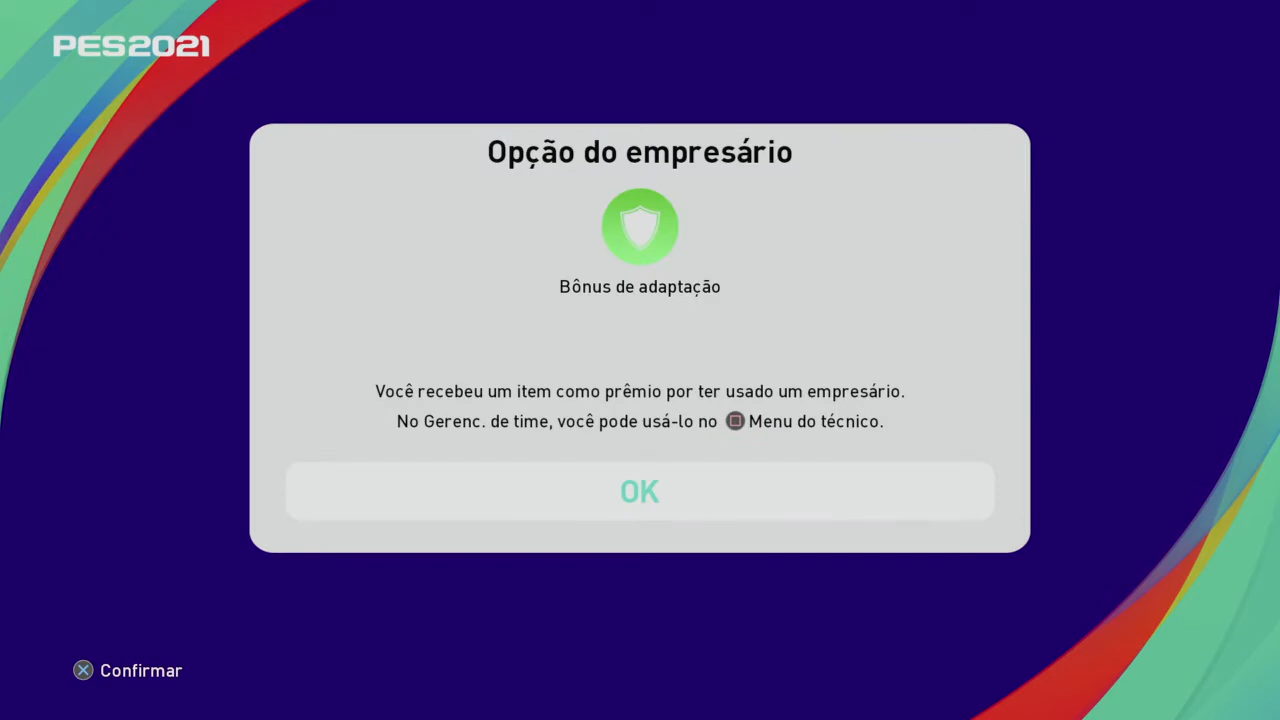 PES2021
Opção do empresário
Bônus de adaptação
Você recebeu um item como prêmio por ter usado um empresário.
No Gerenc. de time, você pode usá-lo no Menu do técnico.
OK
Confirmar